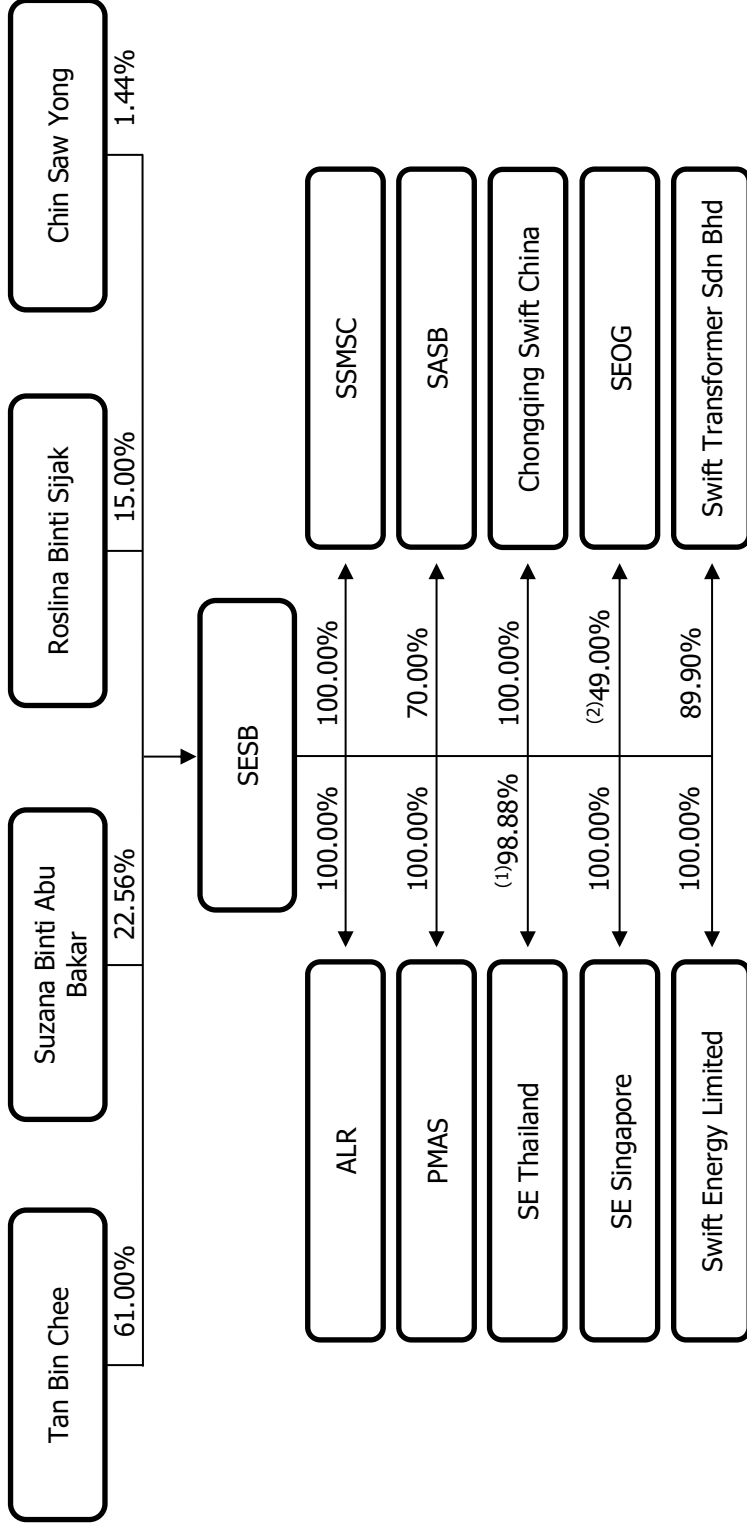 Tan Bin Chee
Suzana Binti Abu
Bakar
Roslina Binti Sijak
Chin Saw Yong
61.00%
22.56%
15.00%
1.44%
SESB
ALR
100.00%
100.00%
SSMSC
PMAS
100.00%
70.00%
SASB
SE Thailand
(1)98.88%
100.00%
Chongqing Swift China
SE Singapore
100.00%
(2)49.00%
SEOG
Swift Energy Limited
100.00%
89.90%
Swift Transformer Sdn Bhd